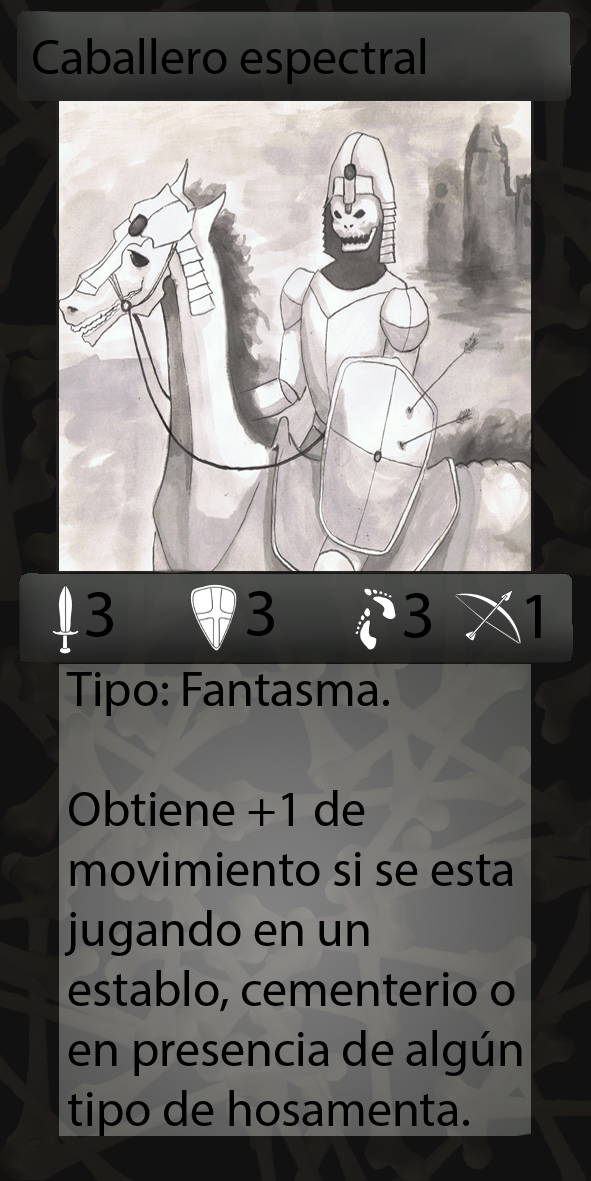 Caballero espectral
3 3 3 1
Tipo: Fantasma.
Obtiene +1 de
movimiento si se esta
jugando en un
establo, cementerio o
en presencia de algún
tipo de hosamenta.